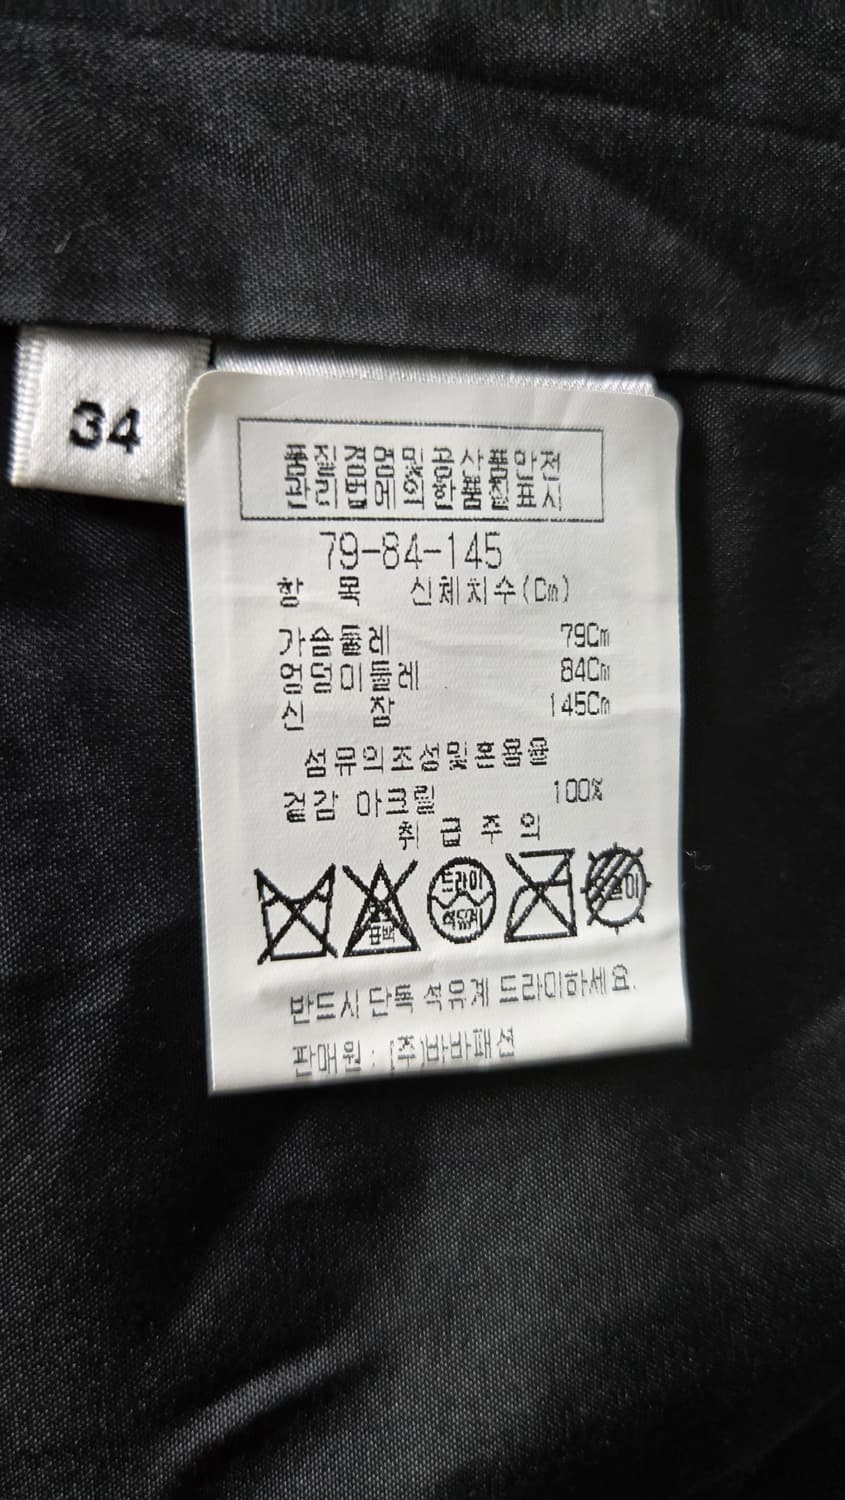 34
품질경영및공산품안전
관리법에의한품질표시
79-84-145
항 목 신체치수(Cm)
가슴둘레 79Cm
엉덩이둘레 84Cm
신 장 145Cm
섬유의조성및혼용율
겉감 아크릴 100%
취 급 주 의
드라이
석유계
반드시 단독 석유계 드라이하세요.
판매원 : (주)바바패션